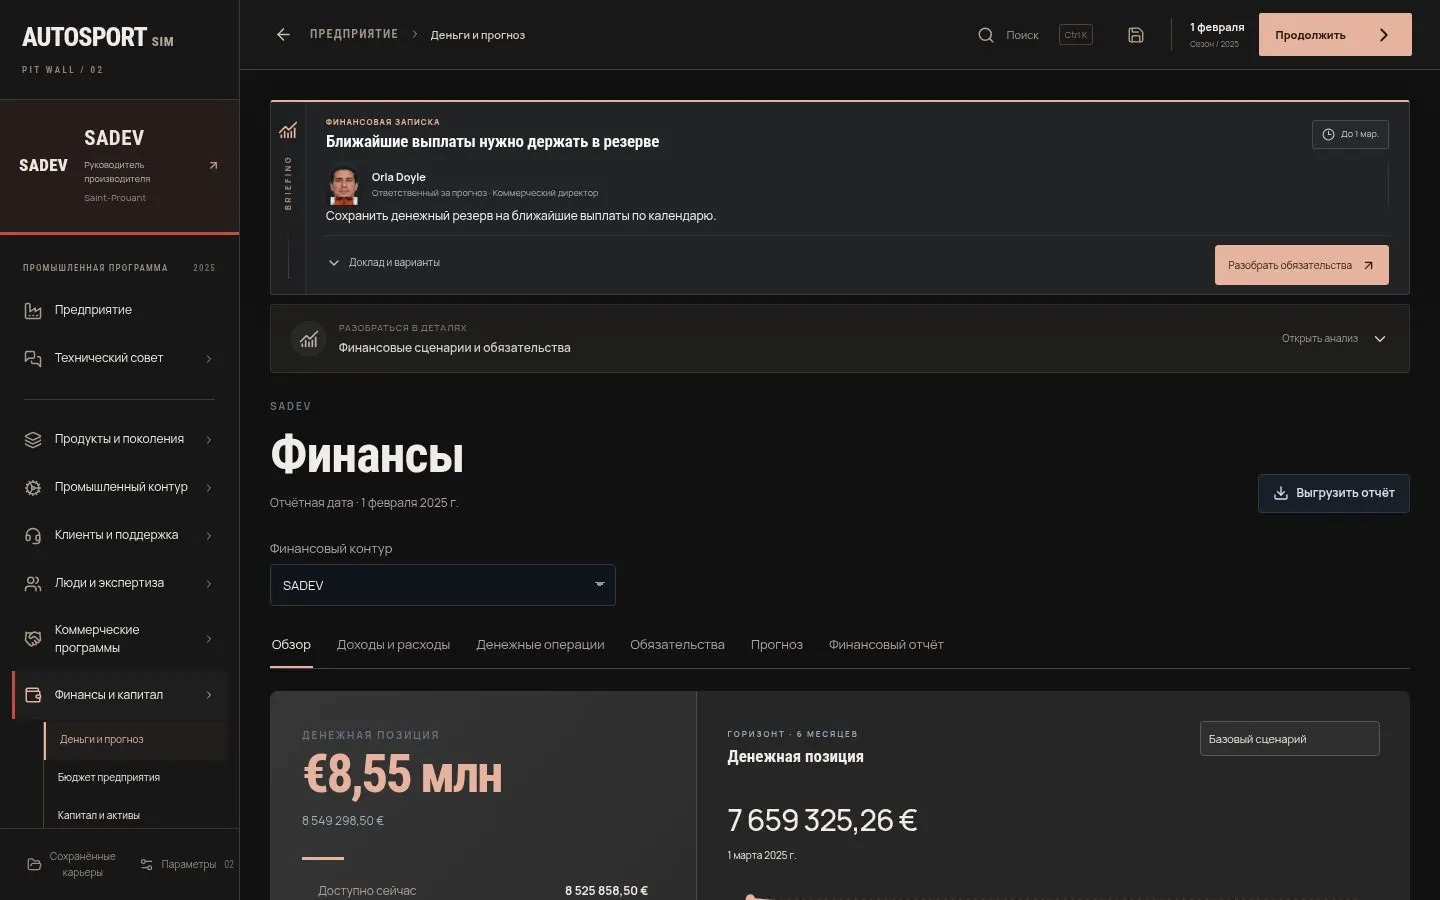 AUTOSPORT SIM
PIT WALL / 02
SADEV
SADEV
Руководитель
производителя
Saint-Prouant
ПРОМЫШЛЕННАЯ ПРОГРАММА 2025
Предприятие
Технический совет
Продукты и поколения
Промышленный контур
Клиенты и поддержка
Люди и экспертиза
Коммерческие
программы
Финансы и капитал
Деньги и прогноз
Бюджет предприятия
Капитал и активы
Сохранённые
карьеры
Параметры 02
ПРЕДПРИЯТИЕ
Деньги и прогноз
Поиск
Ctrl K
1 февраля
Сезон / 2025
Продолжить
BRIEFING
ФИНАНСОВАЯ ЗАПИСКА
Ближайшие выплаты нужно держать в резерве
До 1 мар.
Orla Doyle
Ответственный за прогноз · Коммерческий директор
Сохранить денежный резерв на ближайшие выплаты по календарю.
Доклад и варианты
Разобрать обязательства
РАЗОБРАТЬСЯ В ДЕТАЛЯХ
Финансовые сценарии и обязательства
Открыть анализ
SADEV
Финансы
Отчётная дата · 1 февраля 2025 г.
Выгрузить отчёт
Финансовый контур
SADEV
Обзор
Доходы и расходы
Денежные операции
Обязательства
Прогноз
Финансовый отчёт
ДЕНЕЖНАЯ ПОЗИЦИЯ
€8,55 млн
8 549 298,50 €
Доступно сейчас 8 525 858,50 €
ГОРИЗОНТ · 6 МЕСЯЦЕВ
Денежная позиция
Базовый сценарий
7 659 325,26 €
1 марта 2025 г.